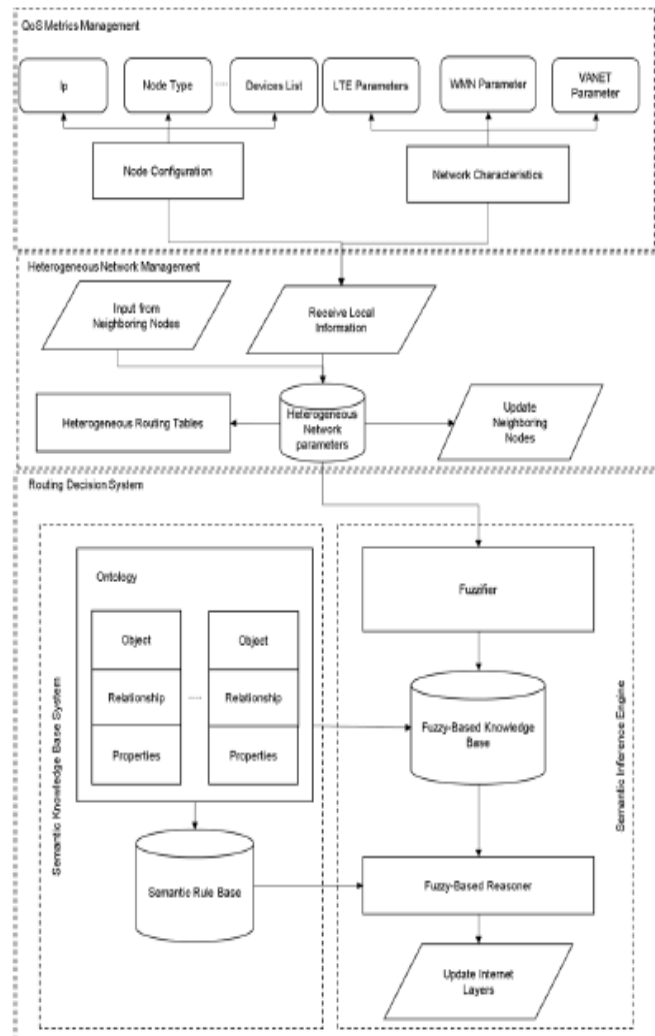 QoS Metrics Management
Ip
Node Type
Devices List
LTE Parameters
WMN Parameter
VANET
Parameter
Node Configuration
Network Characteristics
Heterogeneous Network Management
Input from
Neighboring Nodes
Receive Local
Information
Heterogeneous Routing Tables
Heterogeneous
Network
parameters
Update
Neighboring
Nodes
Routing Decision System
Semantic Knowledge Base System
Ontology
Object
Relationship
Properties
Object
Relationship
Properties
Semantic Rule Base
Fuzzifier
Fuzzy-Based Knowledge
Base
Fuzzy-Based Reasoner
Update Internet
Layers
Semantic Inference Engine